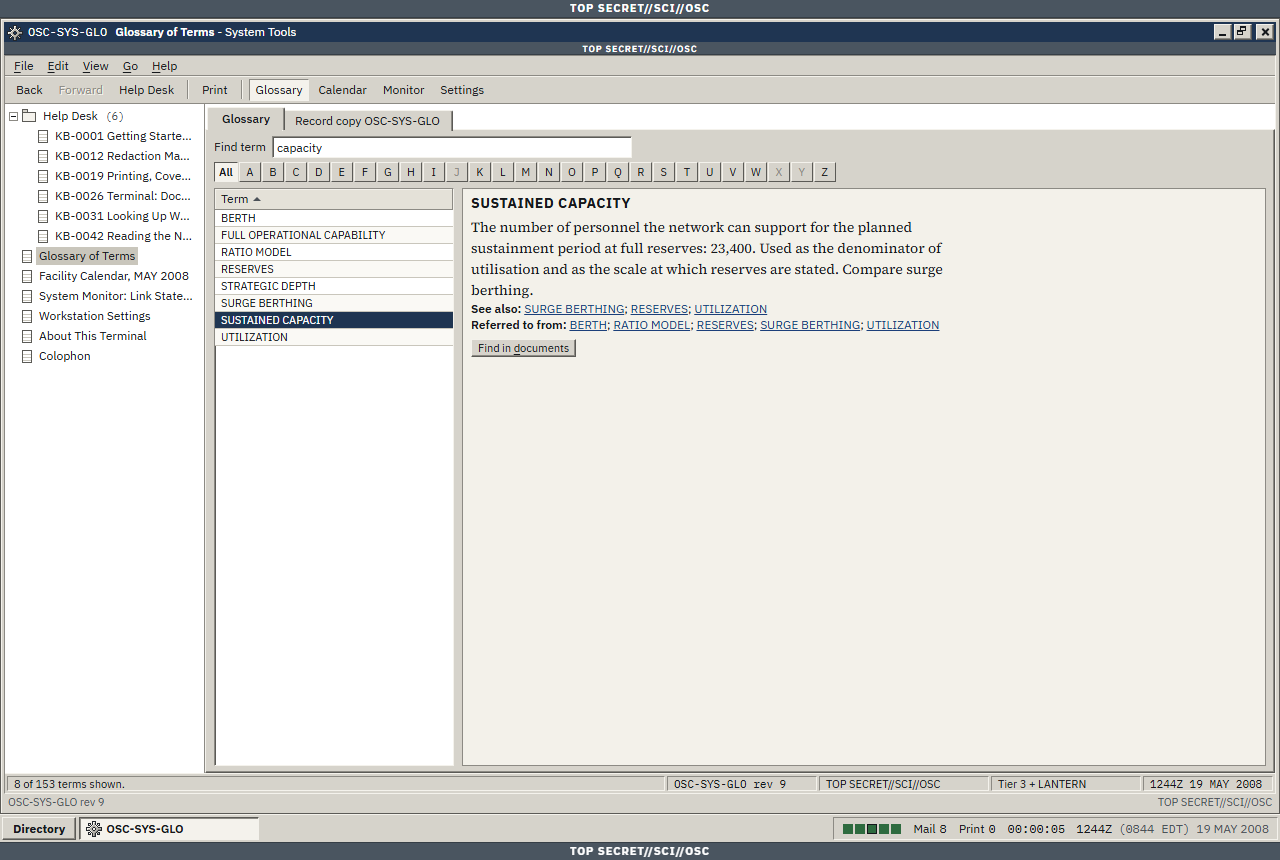 TOP SECRET//SCI//OSC
OSC-SYS-GLO Glossary of Terms - System Tools
TOP SECRET//SCI//OSC
File Edit View Go Help
Back Forward Help Desk Print Glossary Calendar Monitor Settings
Help Desk (6)
KB-0001 Getting Starte...
KB-0012 Redaction Ma...
KB-0019 Printing, Cove...
KB-0026 Terminal: Doc...
KB-0031 Looking Up W...
KB-0042 Reading the N...
Glossary of Terms
Facility Calendar, MAY 2008
System Monitor: Link State...
Workstation Settings
About This Terminal
Colophon
Glossary Record copy OSC-SYS-GLO
Find term capacity
All A B C D E F G H I J K L M N O P Q R S T U V W X Y Z
Term
BERTH
FULL OPERATIONAL CAPABILITY
RATIO MODEL
RESERVES
STRATEGIC DEPTH
SURGE BERTHING
SUSTAINED CAPACITY
UTILIZATION
SUSTAINED CAPACITY
The number of personnel the network can support for the planned
sustainment period at full reserves: 23,400. Used as the denominator of
utilisation and as the scale at which reserves are stated. Compare surge
berthing.
See also: SURGE BERTHING; RESERVES; UTILIZATION
Referred to from: BERTH; RATIO MODEL; RESERVES; SURGE BERTHING; UTILIZATION
Find in documents
8 of 153 terms shown. OSC-SYS-GLO rev 9 TOP SECRET//SCI//OSC Tier 3 + LANTERN 1244Z 19 MAY 2008
OSC-SYS-GLO rev 9 TOP SECRET//SCI//OSC
Directory OSC-SYS-GLO Mail 8 Print 0 00:00:05 1244Z (0844 EDT) 19 MAY 2008
TOP SECRET//SCI//OSC